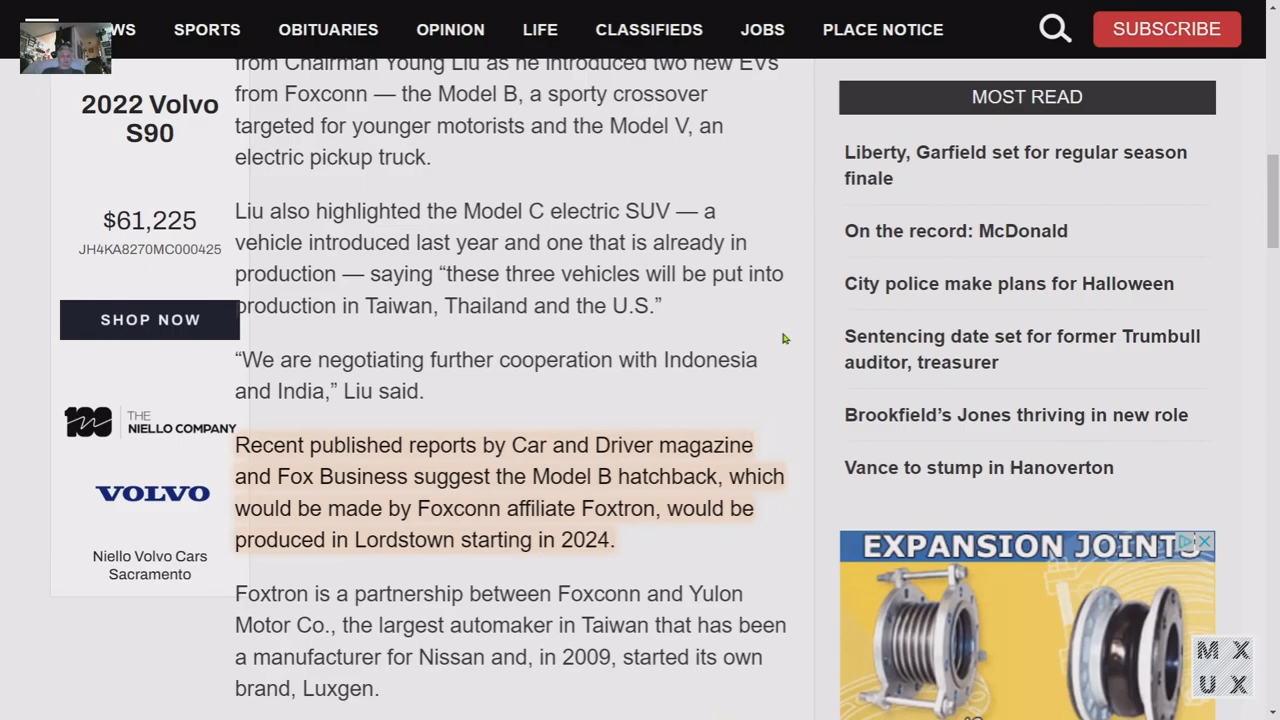 WS
SPORTS
OBITUARIES
OPINION
LIFE
CLASSIFIEDS
JOBS
PLACE NOTICE
SUBSCRIBE
2022 Volvo
S90
$61,225
JH4KA8270MC000425
SHOP NOW
100
THE
NIELLO COMPANY
VOLVO
Niello Volvo Cars
Sacramento
from Chairman Young Liu as he introduced two new EVs
from Foxconn — the Model B, a sporty crossover
targeted for younger motorists and the Model V, an
electric pickup truck.
Liu also highlighted the Model C electric SUV — a
vehicle introduced last year and one that is already in
production — saying “these three vehicles will be put into
production in Taiwan, Thailand and the U.S.”
“We are negotiating further cooperation with Indonesia
and India,” Liu said.
Recent published reports by Car and Driver magazine
and Fox Business suggest the Model B hatchback, which
would be made by Foxconn affiliate Foxtron, would be
produced in Lordstown starting in 2024.
Foxtron is a partnership between Foxconn and Yulon
Motor Co., the largest automaker in Taiwan that has been
a manufacturer for Nissan and, in 2009, started its own
brand, Luxgen.
MOST READ
Liberty, Garfield set for regular season
finale
On the record: McDonald
City police make plans for Halloween
Sentencing date set for former Trumbull
auditor, treasurer
Brookfield’s Jones thriving in new role
Vance to stump in Hanoverton
EXPANSION JOINTS
M X
U X